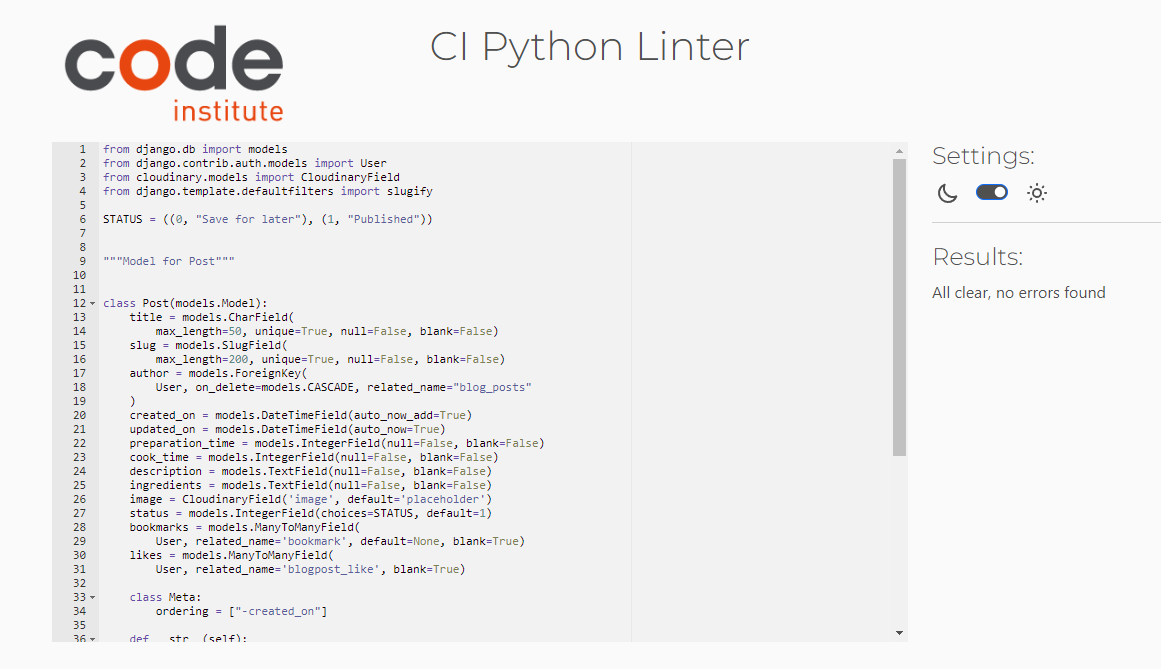 code
institute
CI Python Linter
1 from django.db import models
2 from django.contrib.auth.models import User
3 from cloudinary.models import CloudinaryField
4 from django.template.defaultfilters import slugify
5
6 STATUS = ((0, "Save for later"), (1, "Published"))
7
8
9 """Model for Post"""
10
11
12 class Post(models.Model):
13     title = models.CharField(
14         max_length=50, unique=True, null=False, blank=False)
15     slug = models.SlugField(
16         max_length=200, unique=True, null=False, blank=False)
17     author = models.ForeignKey(
18         User, on_delete=models.CASCADE, related_name="blog_posts"
19     )
20     created_on = models.DateTimeField(auto_now_add=True)
21     updated_on = models.DateTimeField(auto_now=True)
22     preparation_time = models.IntegerField(null=False, blank=False)
23     cook_time = models.IntegerField(null=False, blank=False)
24     description = models.TextField(null=False, blank=False)
25     ingredients = models.TextField(null=False, blank=False)
26     image = CloudinaryField('image', default='placeholder')
27     status = models.IntegerField(choices=STATUS, default=1)
28     bookmarks = models.ManyToManyField(
29         User, related_name='bookmark', default=None, blank=True)
30     likes = models.ManyToManyField(
31         User, related_name='blogpost_like', blank=True)
32
33     class Meta:
34         ordering = ["-created_on"]
35
36     def __str__(self):
Settings:
Results:
All clear, no errors found